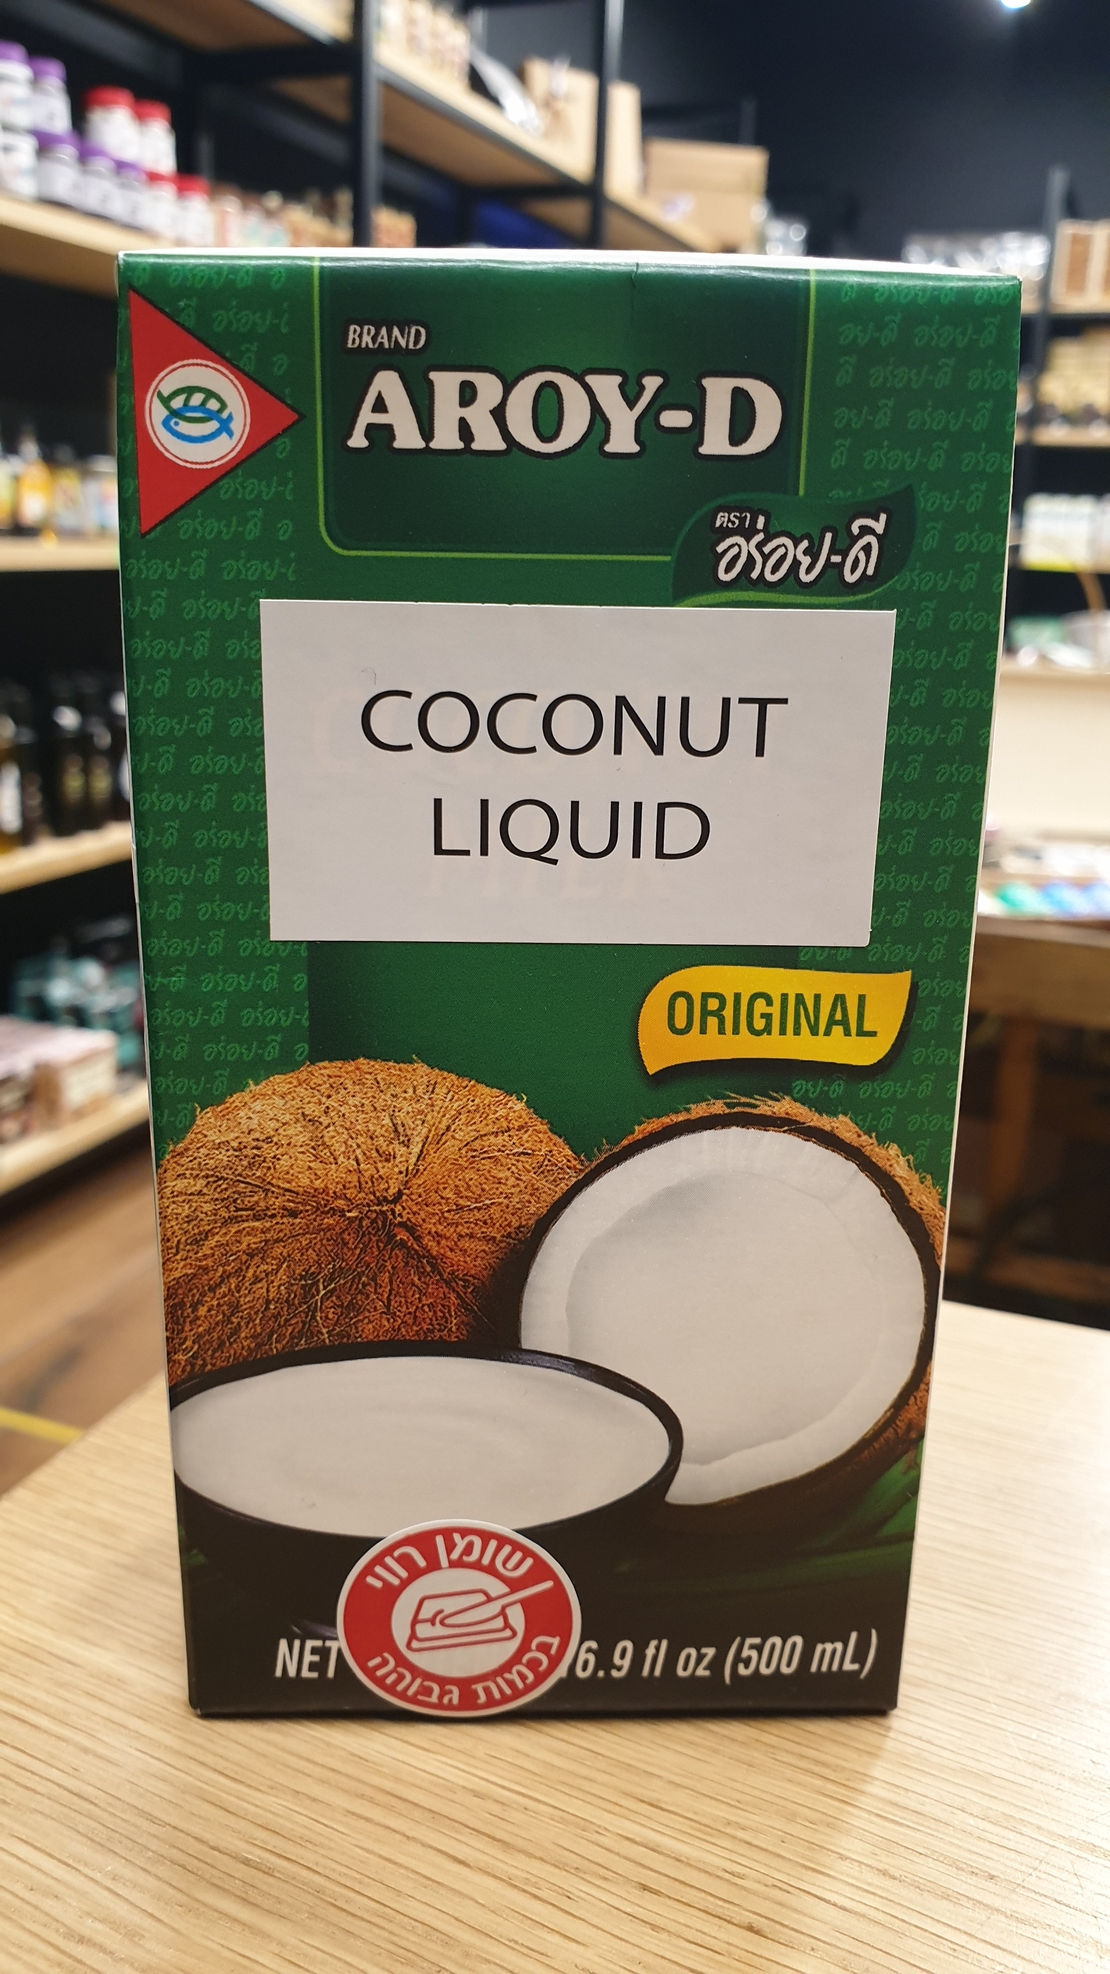 BRAND
AROY-D
ตรา
อร่อย-ดี
COCONUT
LIQUID
ORIGINAL
שומן רווי
בכמות גבוהה
NET 16.9 fl oz (500 mL)